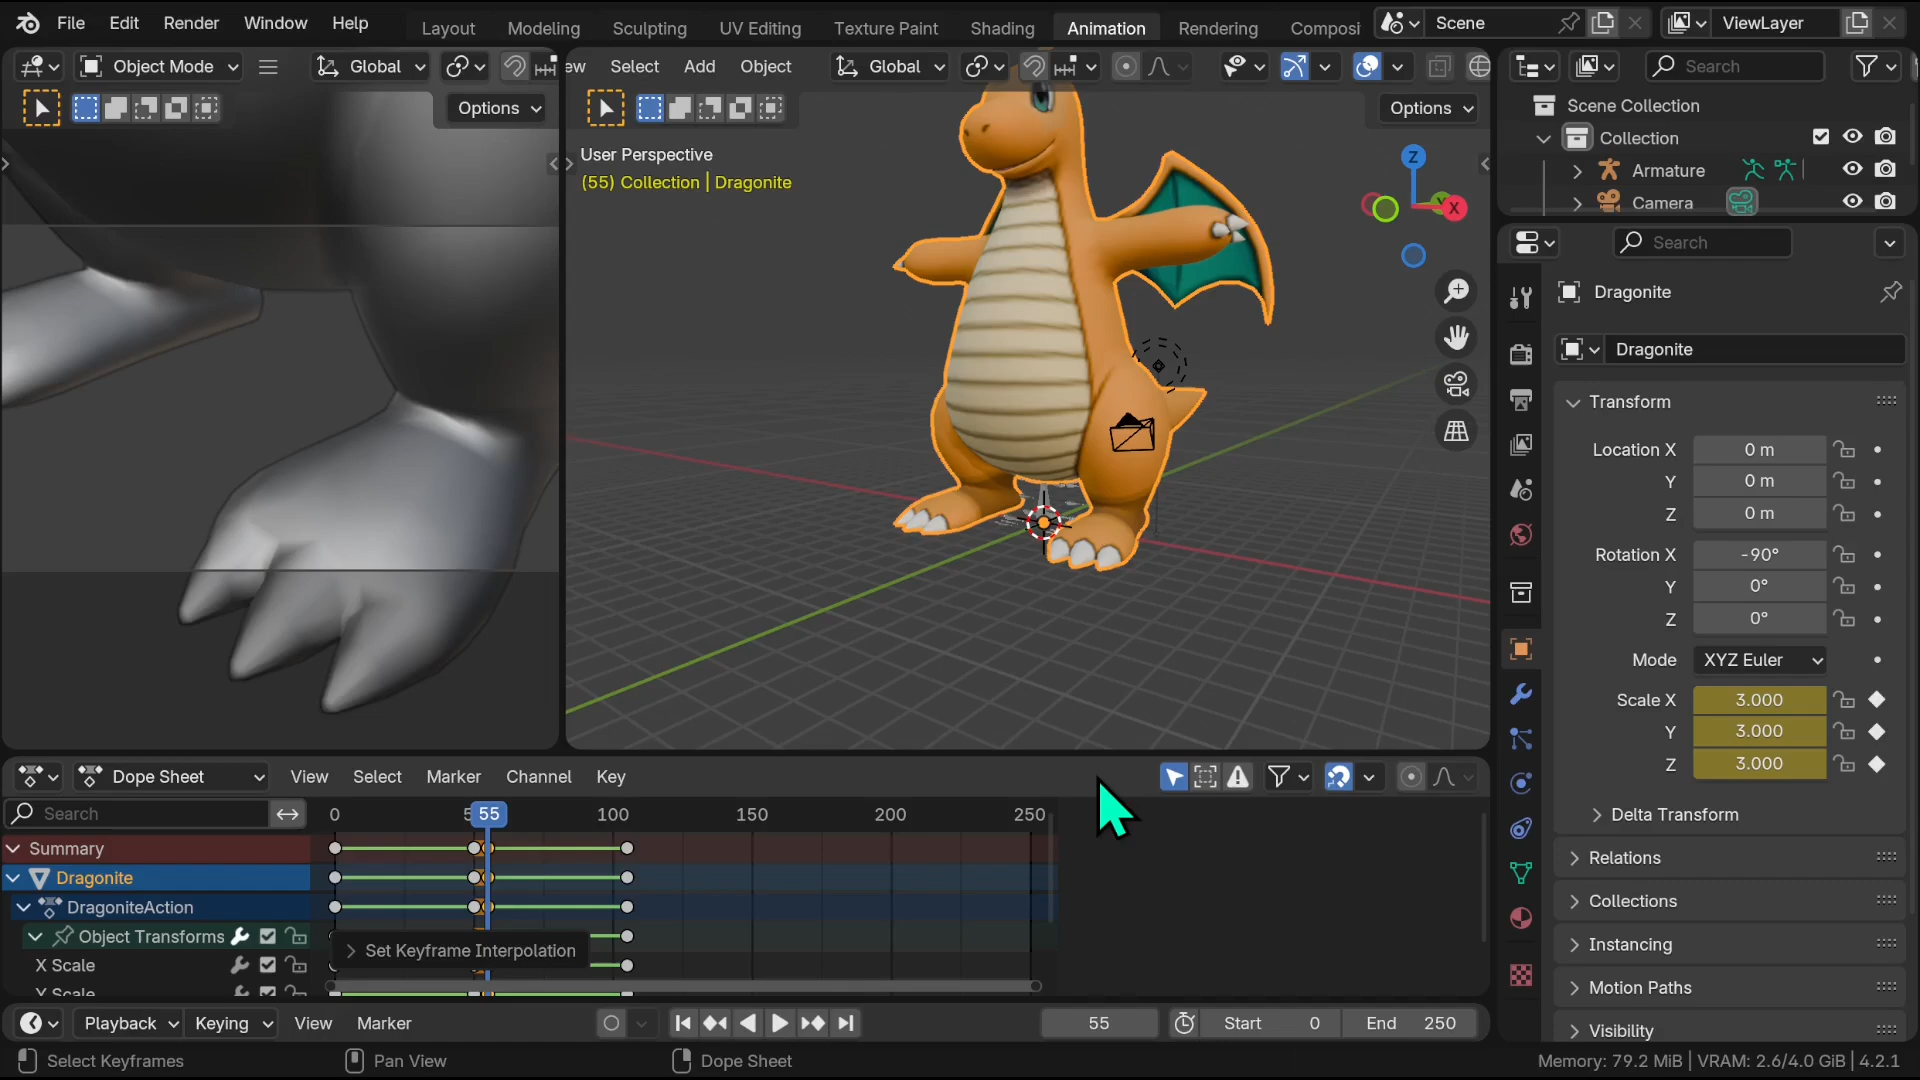 File Edit Render Window Help
Layout Modeling Sculpting UV Editing Texture Paint Shading Animation Rendering Composi
Scene
ViewLayer
Object Mode
Global
ew Select Add Object
Global
Options
Options
User Perspective
(55) Collection | Dragonite
Z
X
Search
Scene Collection
Collection
Armature
Camera
Search
Dragonite
Dragonite
Transform
Location X 0 m
Y 0 m
Z 0 m
Rotation X -90°
Y 0°
Z 0°
Mode XYZ Euler
Scale X 3.000
Y 3.000
Z 3.000
Delta Transform
Relations
Collections
Instancing
Motion Paths
Visibility
Dope Sheet View Select Marker Channel Key
Search
0 5 55 100 150 200 250
Summary
Dragonite
DragoniteAction
Object Transforms
Set Keyframe Interpolation
X Scale
Y Scale
Playback Keying View Marker
55
Start 0
End 250
Select Keyframes
Pan View
Dope Sheet
Memory: 79.2 MiB | VRAM: 2.6/4.0 GiB | 4.2.1